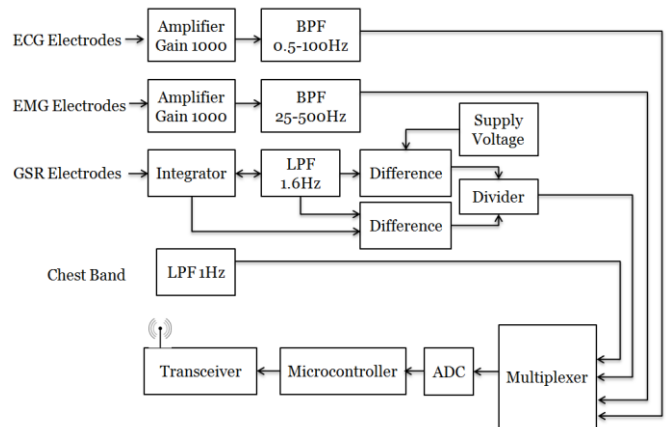 ECG Electrodes
Amplifier
Gain 1000
BPF
0.5-100Hz
EMG Electrodes
Amplifier
Gain 1000
BPF
25-500Hz
Supply
Voltage
GSR Electrodes
Integrator
LPF
1.6Hz
Difference
Divider
Difference
Chest Band
LPF 1Hz
Transceiver
Microcontroller
ADC
Multiplexer